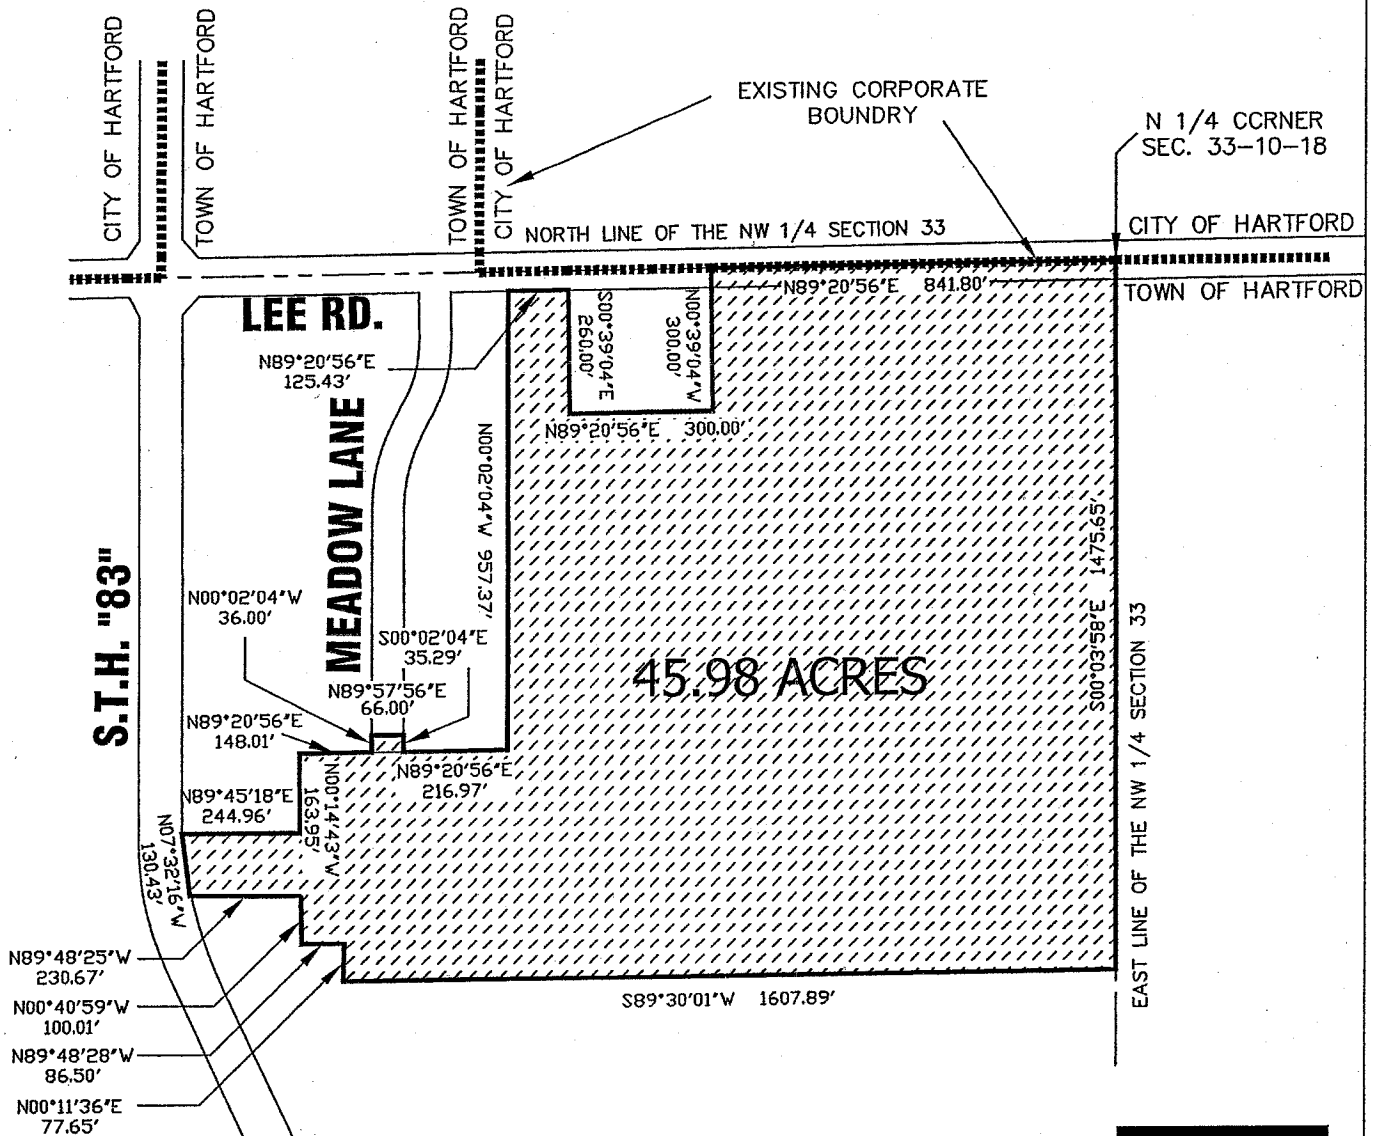 CITY OF HARTFORD
TOWN OF HARTFORD
TOWN OF HARTFORD
CITY OF HARTFORD
EXISTING CORPORATE
BOUNDRY
N 1/4 CCRNER
SEC. 33-10-18
NORTH LINE OF THE NW 1/4 SECTION 33
CITY OF HARTFORD
TOWN OF HARTFORD
N89°20'56"E 841.80'
LEE RD.
S00°39'04"E
260.00'
N00°39'04"W
300.00'
N89°20'56"E
125.43'
N89°20'56"E 300.00'
MEADOW LANE
N00°02'04"W 957.37'
S00°03'58"E 1475.65'
S.T.H. "83"
N00°02'04"W
36.00'
S00°02'04"E
35.29'
45.98 ACRES
N89°57'56"E
66.00'
N89°20'56"E
148.01'
N89°20'56"E
216.97'
N89°45'18"E
244.96'
N00°14'43"W
163.95'
EAST LINE OF THE NW 1/4 SECTION 33
N07°32'16"W
130.43'
N89°48'25"W
230.67'
S89°30'01"W 1607.89'
N00°40'59"W
100.01'
N89°48'28"W
86.50'
N00°11'36"E
77.65'